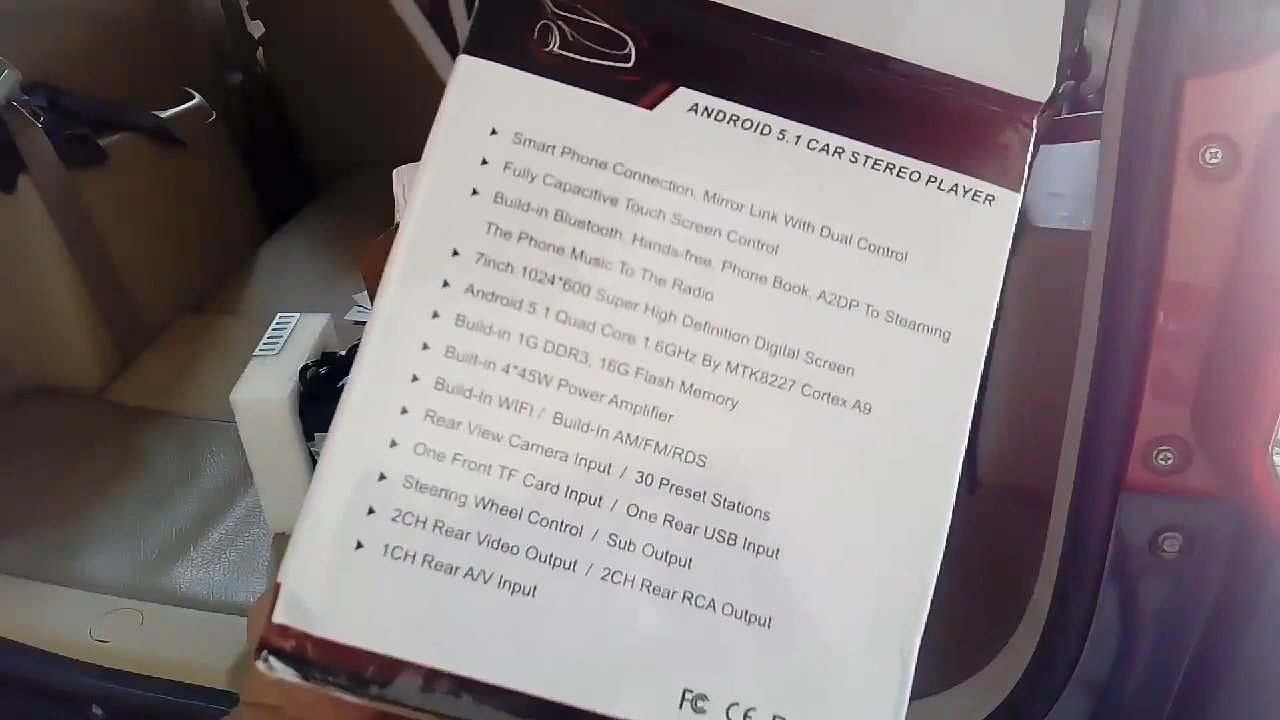 ANDROID 5.1 CAR STEREO PLAYER
Smart Phone Connection, Mirror Link With Dual Control
Fully Capacitive Touch Screen Control
Build-in Bluetooth, Hands-free, Phone Book, A2DP To Steaming
The Phone Music To The Radio
7inch 1024*600 Super High Definition Digital Screen
Android 5.1 Quad Core 1.6GHz By MTK8227 Cortex A9
Build-in 1G DDR3, 16G Flash Memory
Built-in 4*45W Power Amplifier
Build-In WIFI / Build-In AM/FM/RDS
Rear View Camera Input / 30 Preset Stations
One Front TF Card Input / One Rear USB Input
Steering Wheel Control / Sub Output
2CH Rear Video Output / 2CH Rear RCA Output
1CH Rear A/V Input
FC CE